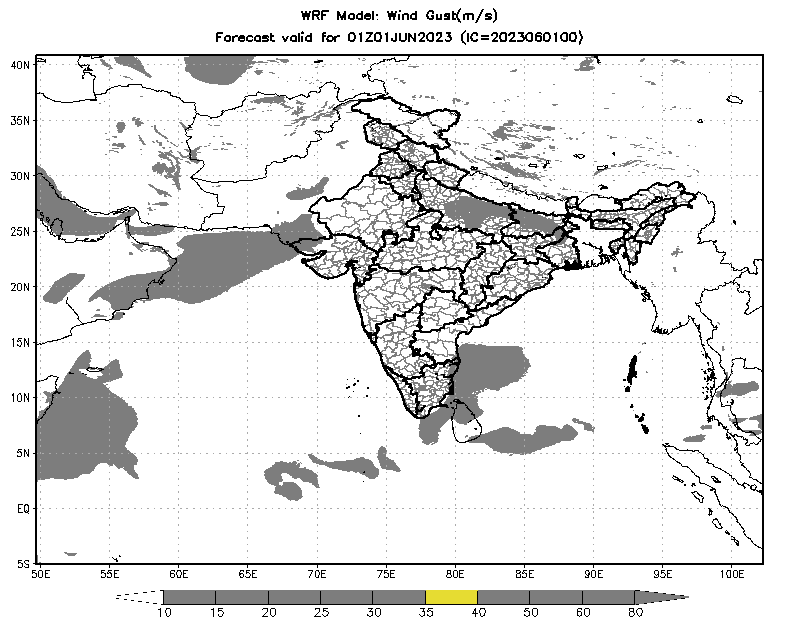 WRF Model: Wind Gust(m/s)
Forecast valid for 01Z01JUN2023 (IC=2023060100)
40N
35N
30N
25N
20N
15N
10N
5N
EQ
5S
50E 55E 60E 65E 70E 75E 80E 85E 90E 95E 100E
10 15 20 25 30 35 40 50 60 80